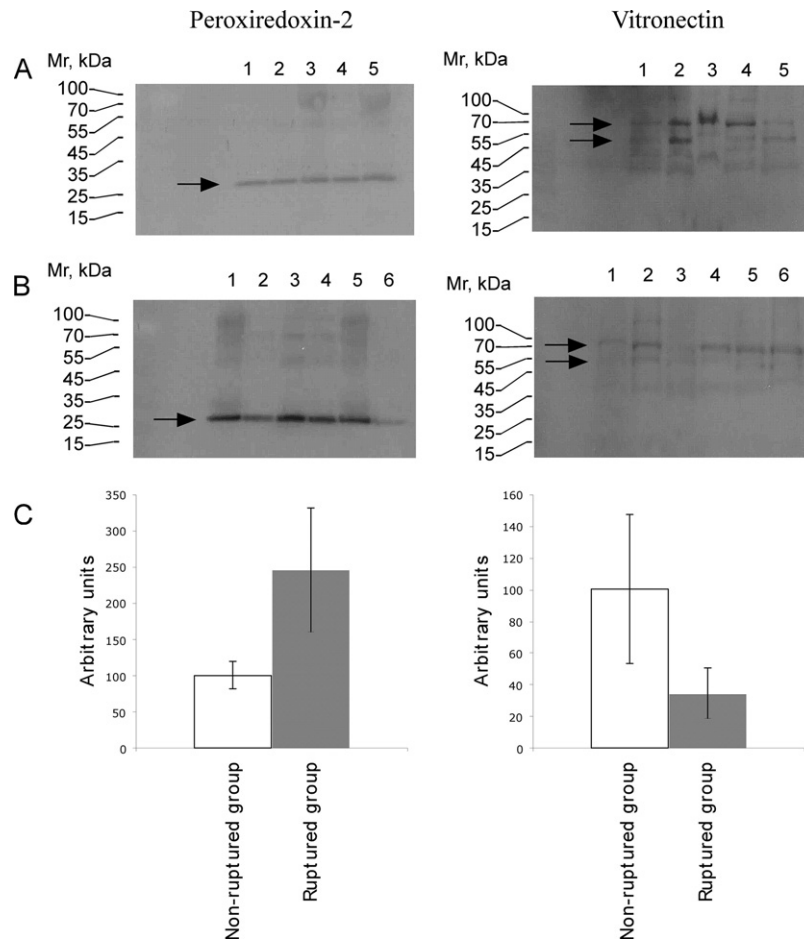 Peroxiredoxin-2
Vitronectin
A
Mr, kDa
1 2 3 4 5
100
70
55
45
35
25
15
Mr, kDa
1 2 3 4 5
100
70
55
45
35
25
15
B
Mr, kDa
1 2 3 4 5 6
100
70
55
45
35
25
15
Mr, kDa
1 2 3 4 5 6
100
70
55
45
35
25
15
C
Arbitrary units
350
300
250
200
150
100
50
0
Non-ruptured group
Ruptured group
Arbitrary units
160
140
120
100
80
60
40
20
0
Non-ruptured group
Ruptured group